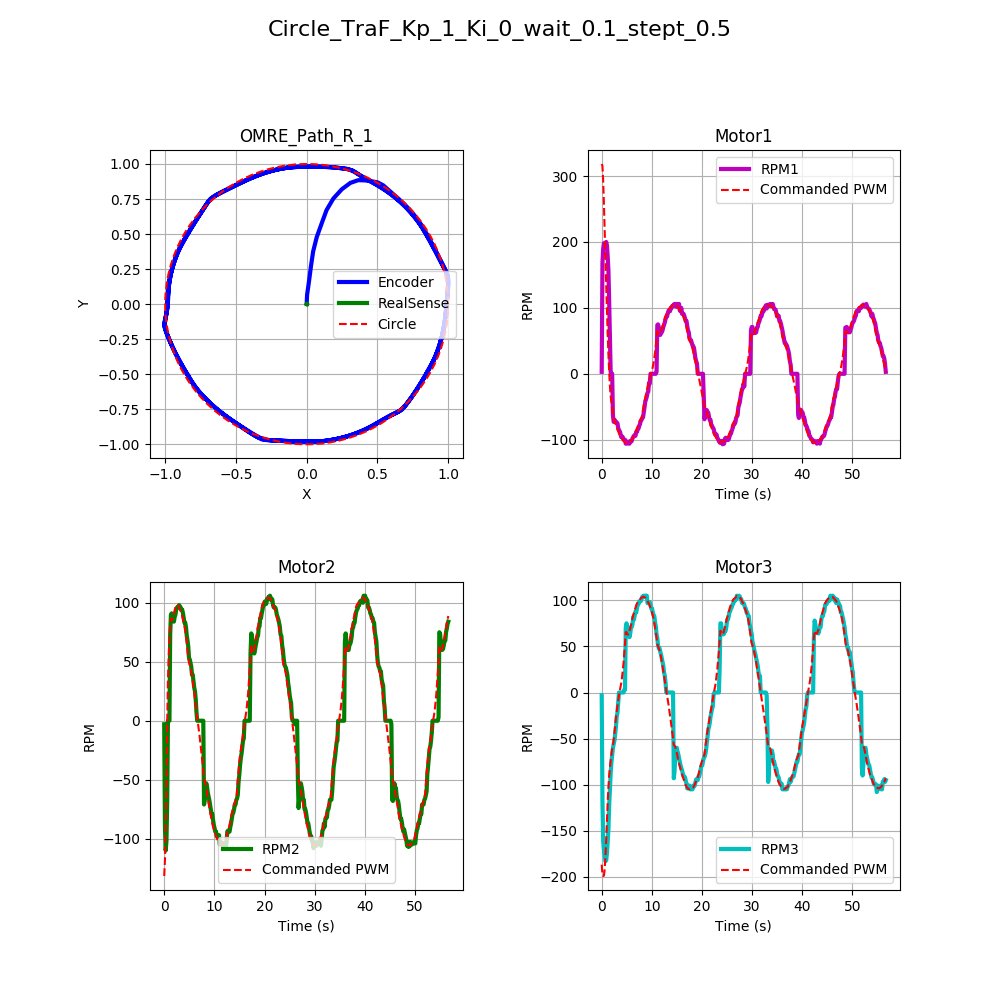 Circle_TraF_Kp_1_Ki_0_wait_0.1_stept_0.5
OMRE_Path_R_1
1.00
0.75
0.50
0.25
0.00
−0.25
−0.50
−0.75
−1.00
Y
−1.0
−0.5
0.0
0.5
1.0
X
Encoder
RealSense
Circle
Motor1
300
200
100
0
−100
RPM
0
10
20
30
40
50
Time (s)
RPM1
Commanded PWM
Motor2
100
50
0
−50
−100
RPM
0
10
20
30
40
50
Time (s)
RPM2
Commanded PWM
Motor3
100
50
0
−50
−100
−150
−200
RPM
0
10
20
30
40
50
Time (s)
RPM3
Commanded PWM